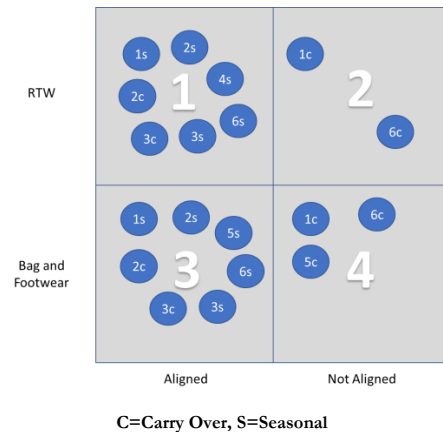 RTW
1s 2s 4s 6s 3s 3c 2c
1
1c 6c
2
Bag and
Footwear
1s 2s 5s 6s 3s 3c 2c
3
1c 6c 5c
4
Aligned Not Aligned
C=Carry Over, S=Seasonal